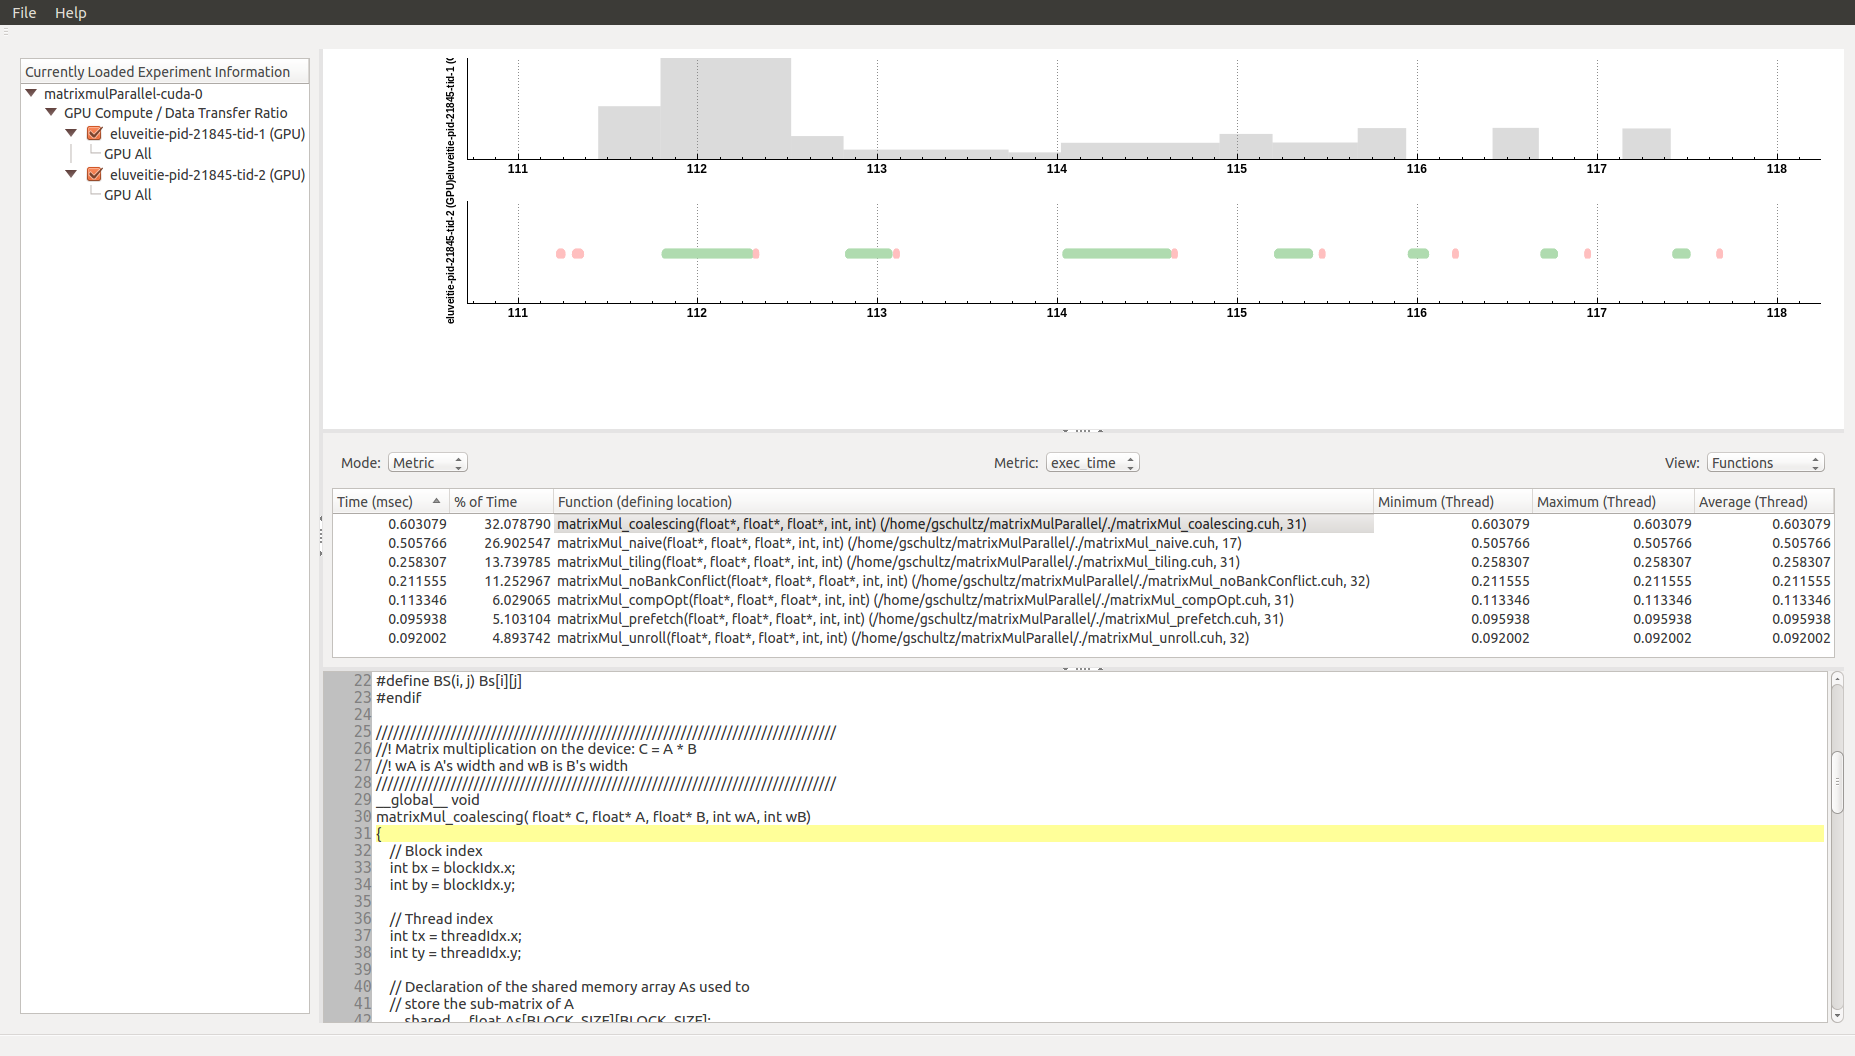 File Help
Currently Loaded Experiment Information
matrixmulParallel-cuda-0
GPU Compute / Data Transfer Ratio
eluveitie-pid-21845-tid-1 (GPU)
GPU All
eluveitie-pid-21845-tid-2 (GPU)
GPU All
eluveitie-pid-21845-tid-1 (
111 112 113 114 115 116 117 118
eluveitie-pid-21845-tid-2 (GPU)
111 112 113 114 115 116 117 118
Mode: Metric Metric: exec_time View: Functions
Time (msec) % of Time Function (defining location) Minimum (Thread) Maximum (Thread) Average (Thread)
0.603079 32.078790 matrixMul_coalescing(float*, float*, float*, int, int) (/home/gschultz/matrixMulParallel/./matrixMul_coalescing.cuh, 31) 0.603079 0.603079 0.603079
0.505766 26.902547 matrixMul_naive(float*, float*, float*, int, int) (/home/gschultz/matrixMulParallel/./matrixMul_naive.cuh, 17) 0.505766 0.505766 0.505766
0.258307 13.739785 matrixMul_tiling(float*, float*, float*, int, int) (/home/gschultz/matrixMulParallel/./matrixMul_tiling.cuh, 31) 0.258307 0.258307 0.258307
0.211555 11.252967 matrixMul_noBankConflict(float*, float*, float*, int, int) (/home/gschultz/matrixMulParallel/./matrixMul_noBankConflict.cuh, 32) 0.211555 0.211555 0.211555
0.113346 6.029065 matrixMul_compOpt(float*, float*, float*, int, int) (/home/gschultz/matrixMulParallel/./matrixMul_compOpt.cuh, 31) 0.113346 0.113346 0.113346
0.095938 5.103104 matrixMul_prefetch(float*, float*, float*, int, int) (/home/gschultz/matrixMulParallel/./matrixMul_prefetch.cuh, 31) 0.095938 0.095938 0.095938
0.092002 4.893742 matrixMul_unroll(float*, float*, float*, int, int) (/home/gschultz/matrixMulParallel/./matrixMul_unroll.cuh, 32) 0.092002 0.092002 0.092002
22 #define BS(i, j) Bs[i][j]
23 #endif
24
25 ////////////////////////////////////////////////////////////////////////////////
26 //! Matrix multiplication on the device: C = A * B
27 //! wA is A's width and wB is B's width
28 ////////////////////////////////////////////////////////////////////////////////
29 __global__ void
30 matrixMul_coalescing( float* C, float* A, float* B, int wA, int wB)
31 {
32 // Block index
33 int bx = blockIdx.x;
34 int by = blockIdx.y;
35
36 // Thread index
37 int tx = threadIdx.x;
38 int ty = threadIdx.y;
39
40 // Declaration of the shared memory array As used to
41 // store the sub-matrix of A
42 __shared__ float As[BLOCK_SIZE][BLOCK_SIZE];